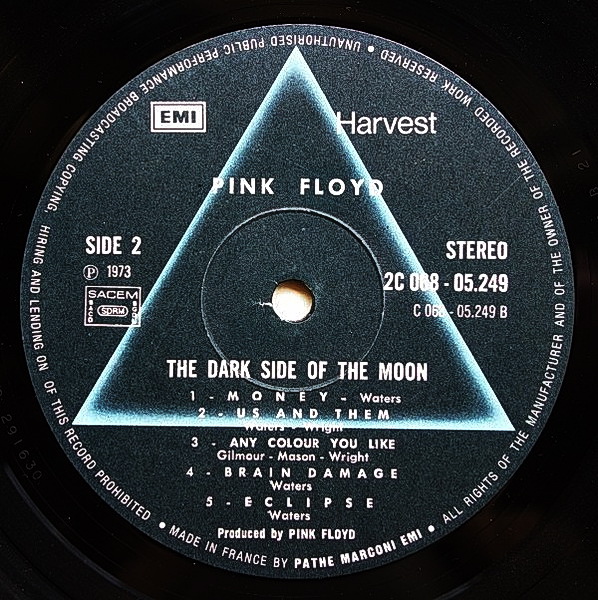 EMI
Harvest
PINK FLOYD
SIDE 2
STEREO
Ⓟ 1973
2C 068 - 05.249
C 068 - 05.249 B
SACEM
SACD
SDRM
SGDL
THE DARK SIDE OF THE MOON
1 - MONEY - Waters
2 - US AND THEM
Waters - Wright
3 - ANY COLOUR YOU LIKE
Gilmour - Mason - Wright
4 - BRAIN DAMAGE
Waters
5 - ECLIPSE
Waters
Produced by PINK FLOYD
• MADE IN FRANCE BY PATHE MARCONI EMI • ALL RIGHTS OF THE MANUFACTURER AND OF THE OWNER OF THE RECORDED WORK RESERVED • UNAUTHORISED PUBLIC PERFORMANCE BROADCASTING COPYING, HIRING AND LENDING ON OF THIS RECORD PROHIBITED
291630